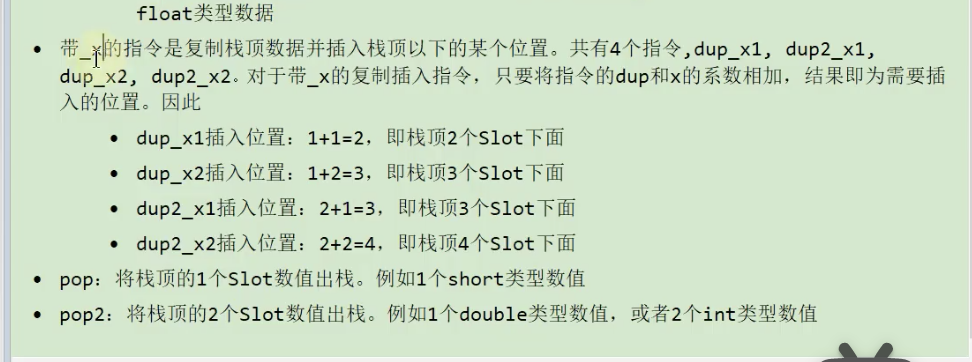 float类型数据
• 带_x的指令是复制栈顶数据并插入栈顶以下的某个位置。共有4个指令,dup_x1, dup2_x1,
dup_x2, dup2_x2。对于带_x的复制插入指令，只要将指令的dup和x的系数相加，结果即为需要插
入的位置。因此
• dup_x1插入位置：1+1=2，即栈顶2个Slot下面
• dup_x2插入位置：1+2=3，即栈顶3个Slot下面
• dup2_x1插入位置：2+1=3，即栈顶3个Slot下面
• dup2_x2插入位置：2+2=4，即栈顶4个Slot下面
• pop：将栈顶的1个Slot数值出栈。例如1个short类型数值
• pop2：将栈顶的2个Slot数值出栈。例如1个double类型数值，或者2个int类型数值